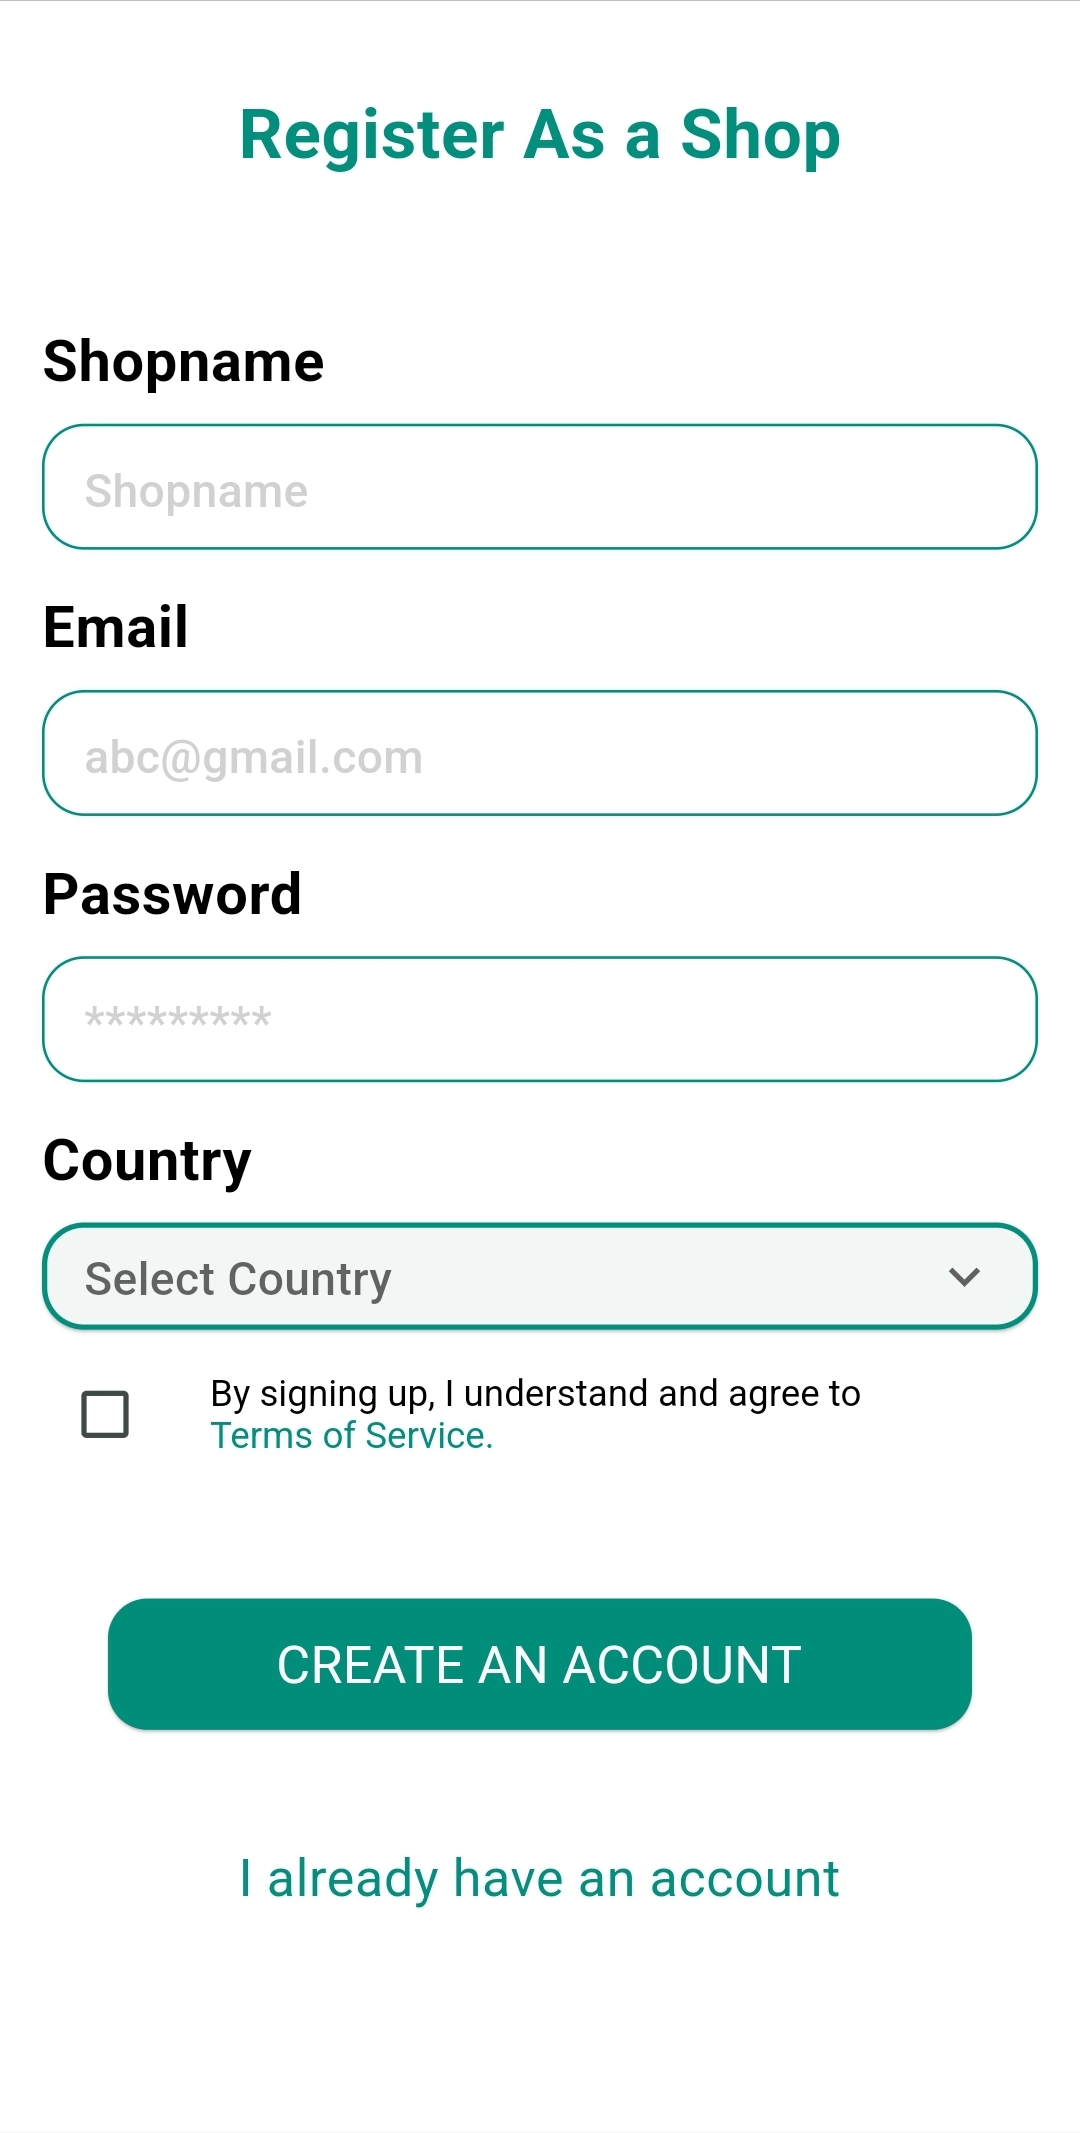 Register As a Shop
Shopname
Shopname
Email
abc@gmail.com
Password
*********
Country
Select Country
By signing up, I understand and agree to
Terms of Service.
CREATE AN ACCOUNT
I already have an account